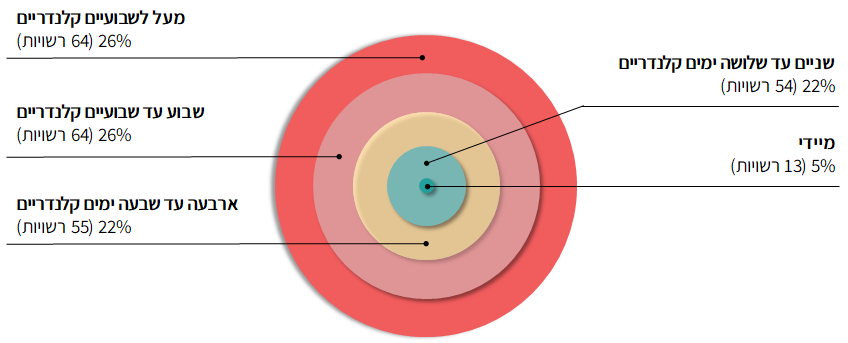 מעל לשבועיים קלנדריים
26% (64 רשויות)
שניים עד שלושה ימים קלנדריים
22% (54 רשויות)
שבוע עד שבועיים קלנדריים
26% (64 רשויות)
מיידי
5% (13 רשויות)
ארבעה עד שבעה ימים קלנדריים
22% (55 רשויות)